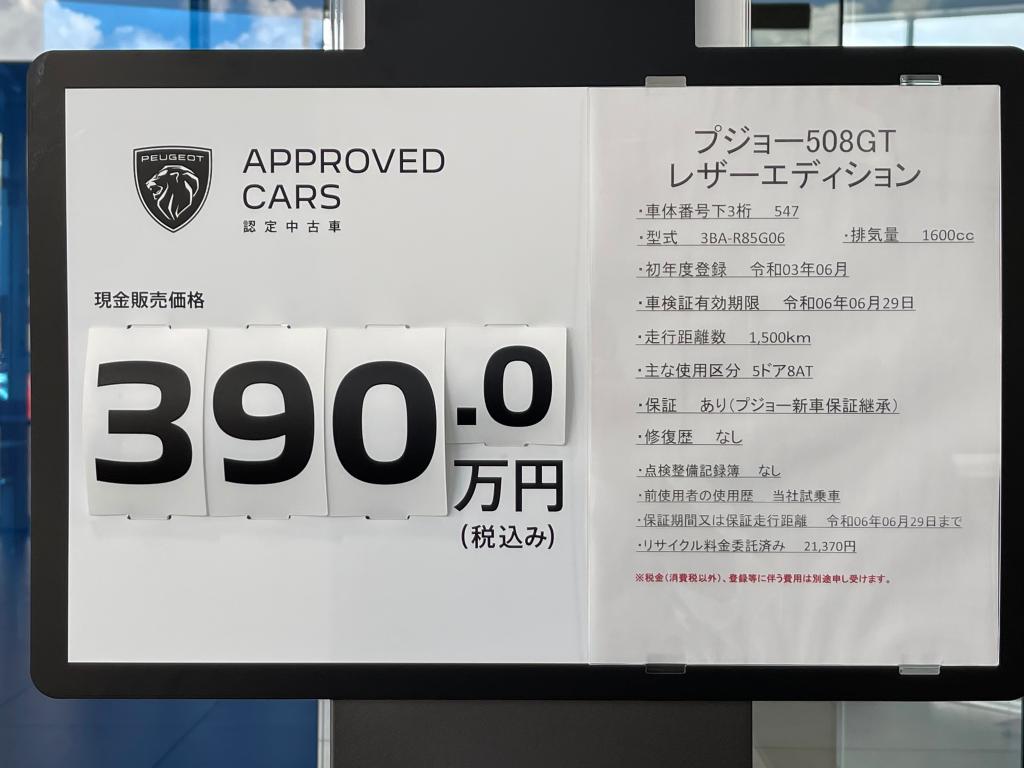 PEUGEOT
APPROVED
CARS
認定中古車
現金販売価格
390.0
万円
(税込み)
プジョー508GT
レザーエディション
・車体番号下3桁 547
・型式 3BA-R85G06 ・排気量 1600cc
・初年度登録 令和03年06月
・車検証有効期限 令和06年06月29日
・走行距離数 1,500km
・主な使用区分 5ドア8AT
・保証 あり(プジョー新車保証継承)
・修復歴 なし
・点検整備記録簿 なし
・前使用者の使用歴 当社試乗車
・保証期間又は保証走行距離 令和06年06月29日まで
・リサイクル料金委託済み 21,370円
※税金(消費税以外)、登録等に伴う費用は別途申し受けます。